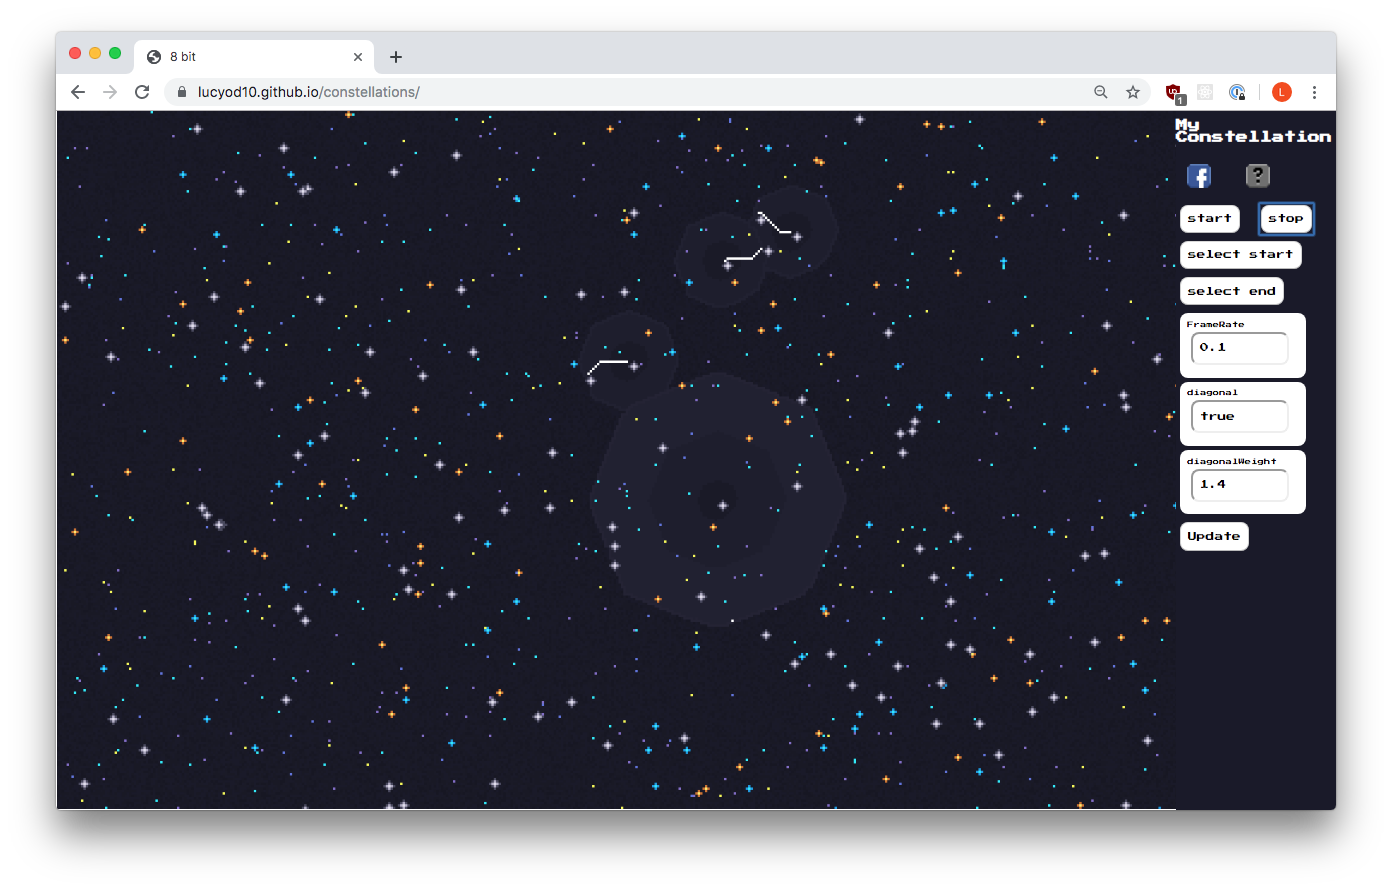 8 bit
lucyod10.github.io/constellations/
1
L
My
Constellation
f
?
start
stop
select start
select end
FrameRate
0.1
diagonal
true
diagonalWeight
1.4
Update